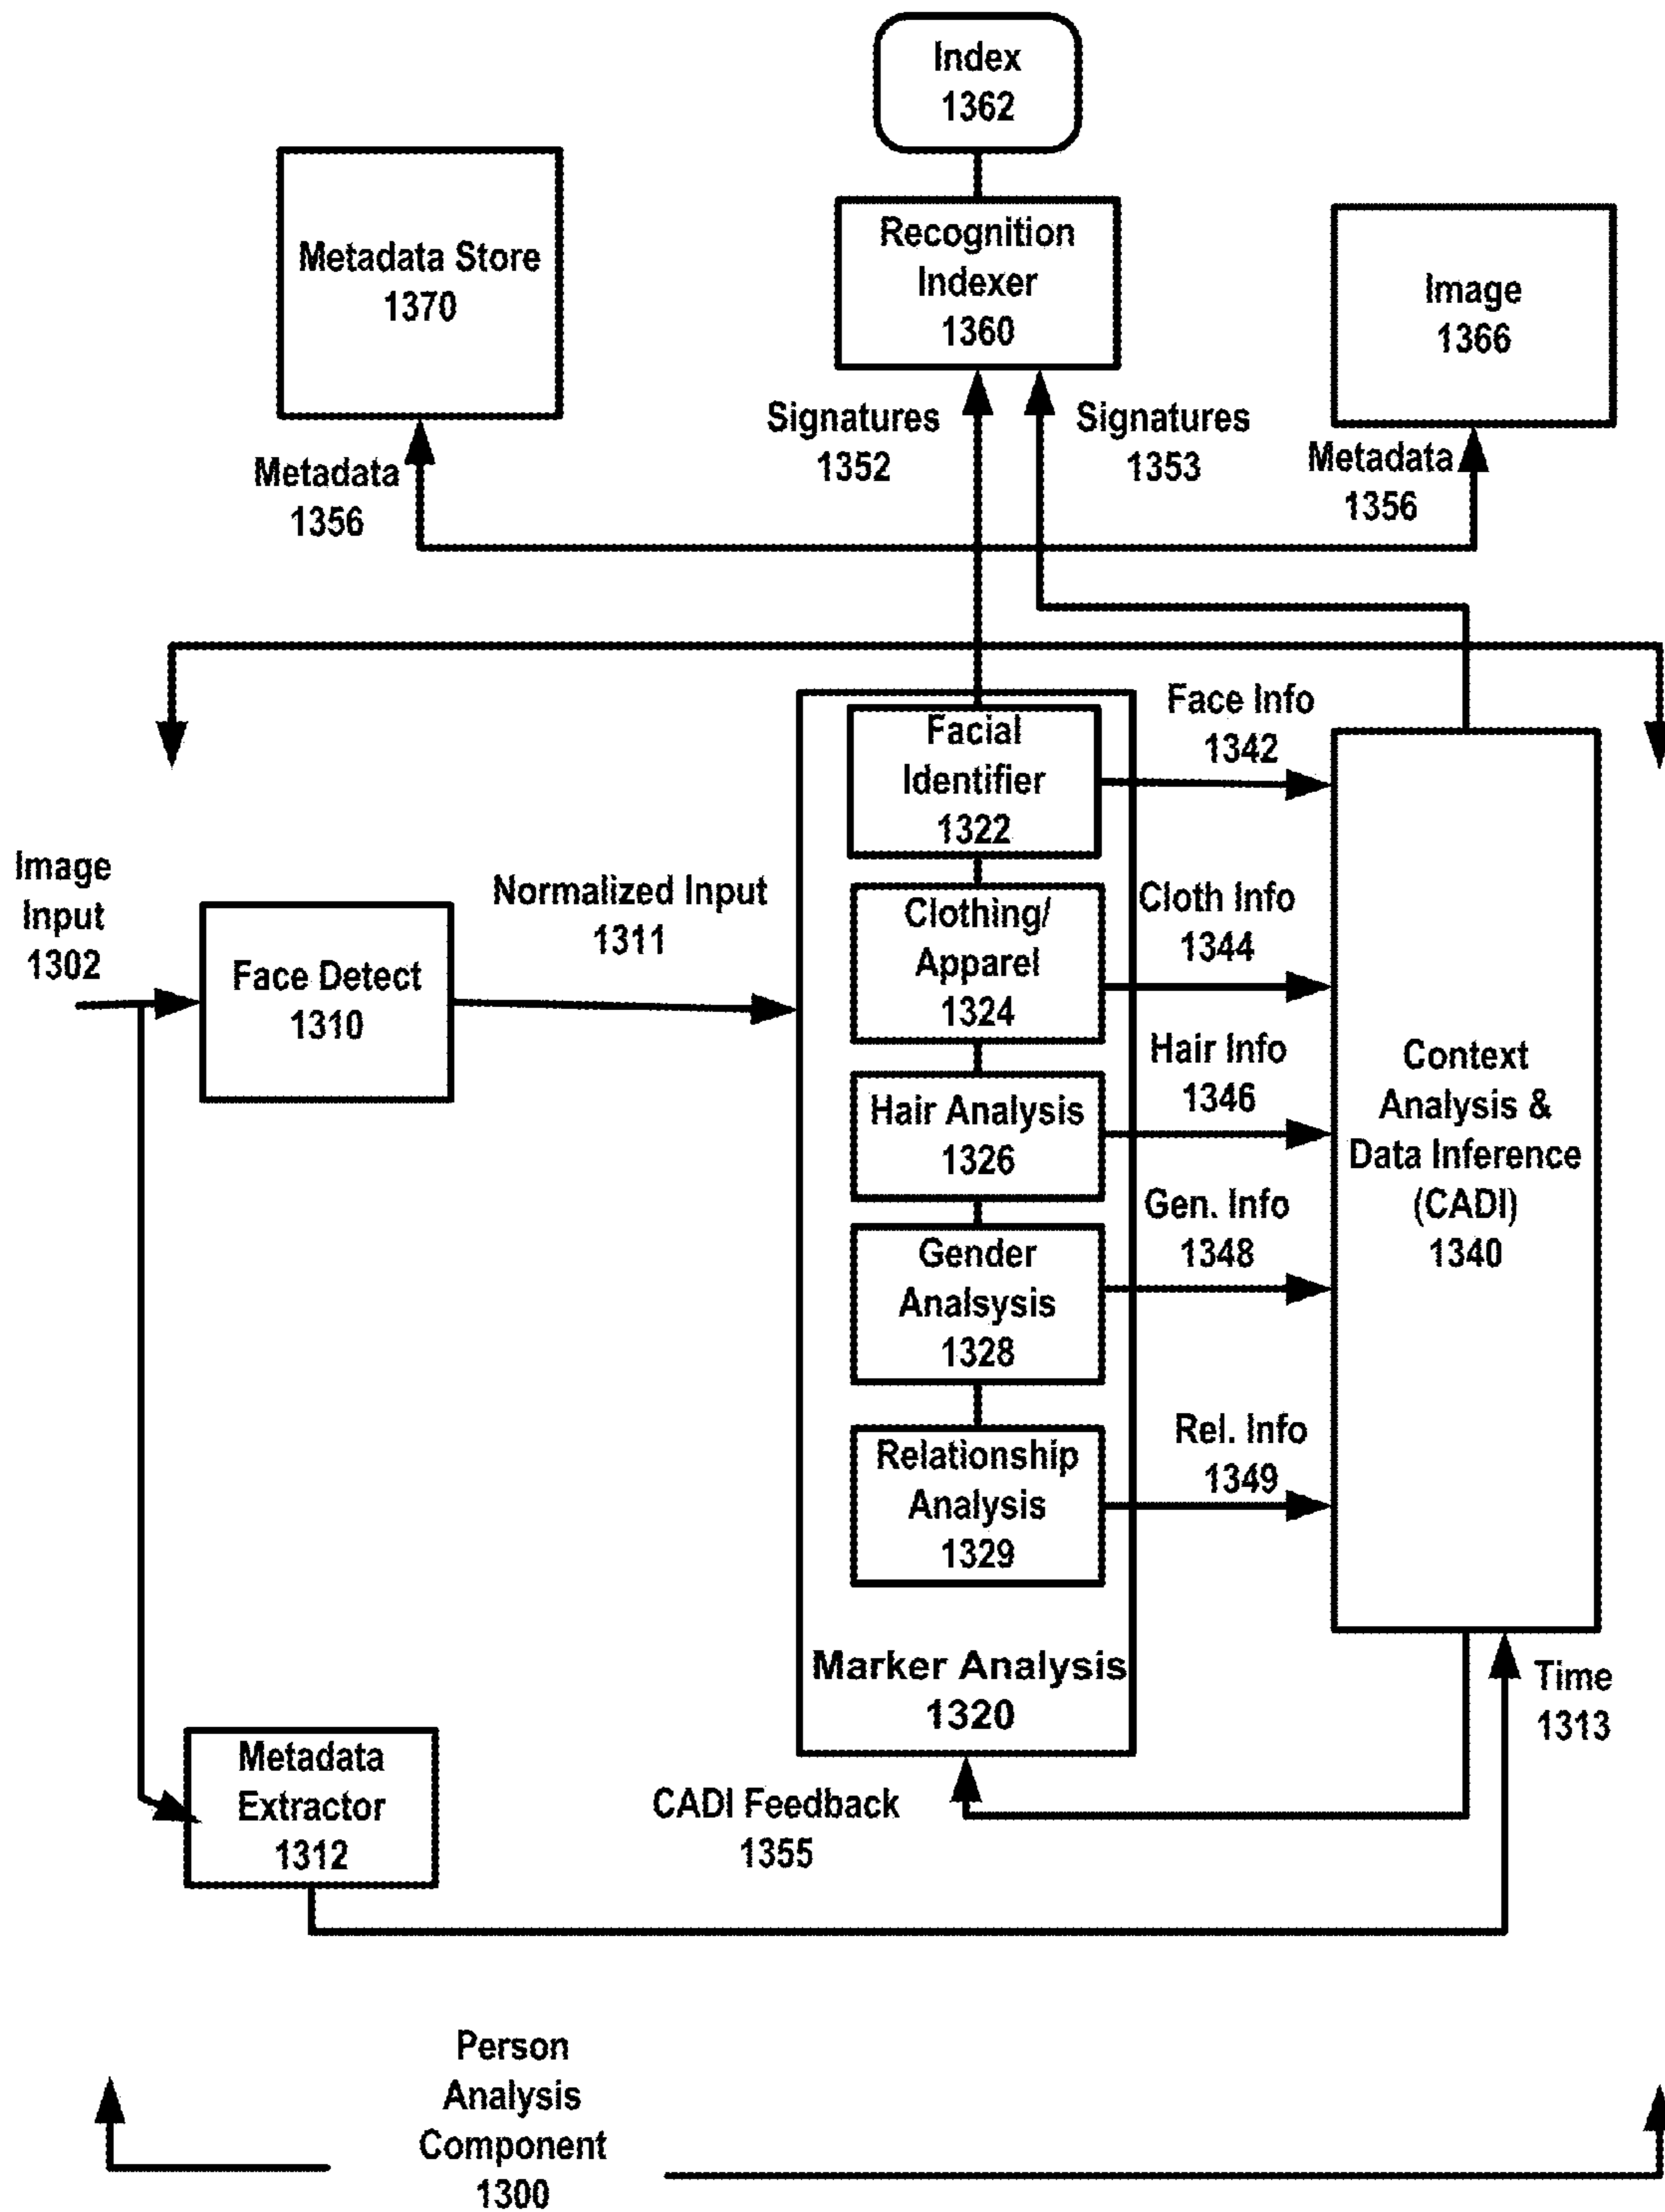 Index
1362
Metadata Store
1370
Recognition
Indexer
1360
Image
1366
Signatures
1352
Signatures
1353
Metadata
1356
Metadata
1356
Face Info
1342
Facial
Identifier
1322
Image
Input
1302
Normalized Input
1311
Cloth Info
1344
Clothing/
Apparel
1324
Face Detect
1310
Hair Info
1346
Hair Analysis
1326
Context
Analysis &
Data Inference
(CADI)
1340
Gen. Info
1348
Gender
Analsysis
1328
Rel. Info
1349
Relationship
Analysis
1329
Marker Analysis
1320
Time
1313
Metadata
Extractor
1312
CADI Feedback
1355
Person
Analysis
Component
1300